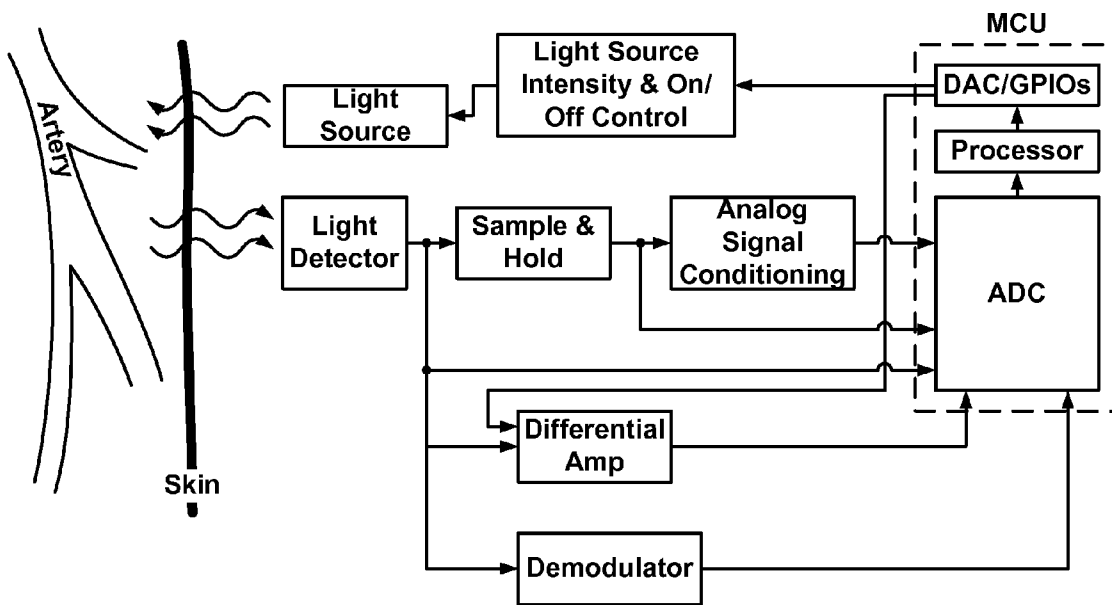 MCU
Light Source
Intensity & On/
Off Control
DAC/GPIOs
Light
Source
Artery
Processor
Light
Detector
Sample &
Hold
Analog
Signal
Conditioning
ADC
Differential
Amp
Skin
Demodulator